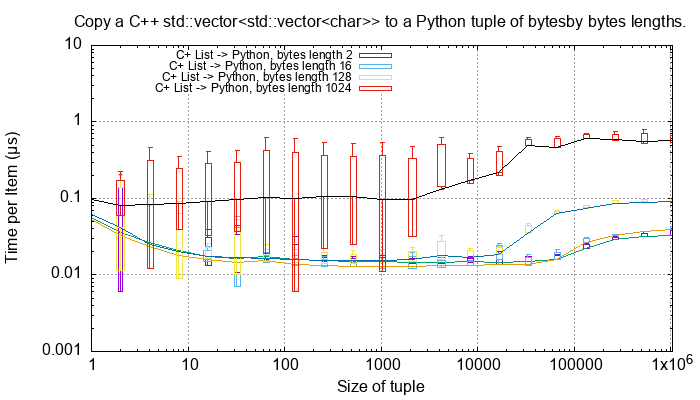 Copy a C++ std::vector<std::vector<char>> to a Python tuple of bytesby bytes lengths.
10
C+ List -> Python, bytes length 2
C+ List -> Python, bytes length 16
C+ List -> Python, bytes length 128
C+ List -> Python, bytes length 1024
1
0.1
0.01
0.001
Time per Item (µs)
1 10 100 1000 10000 100000 1x10⁶
Size of tuple